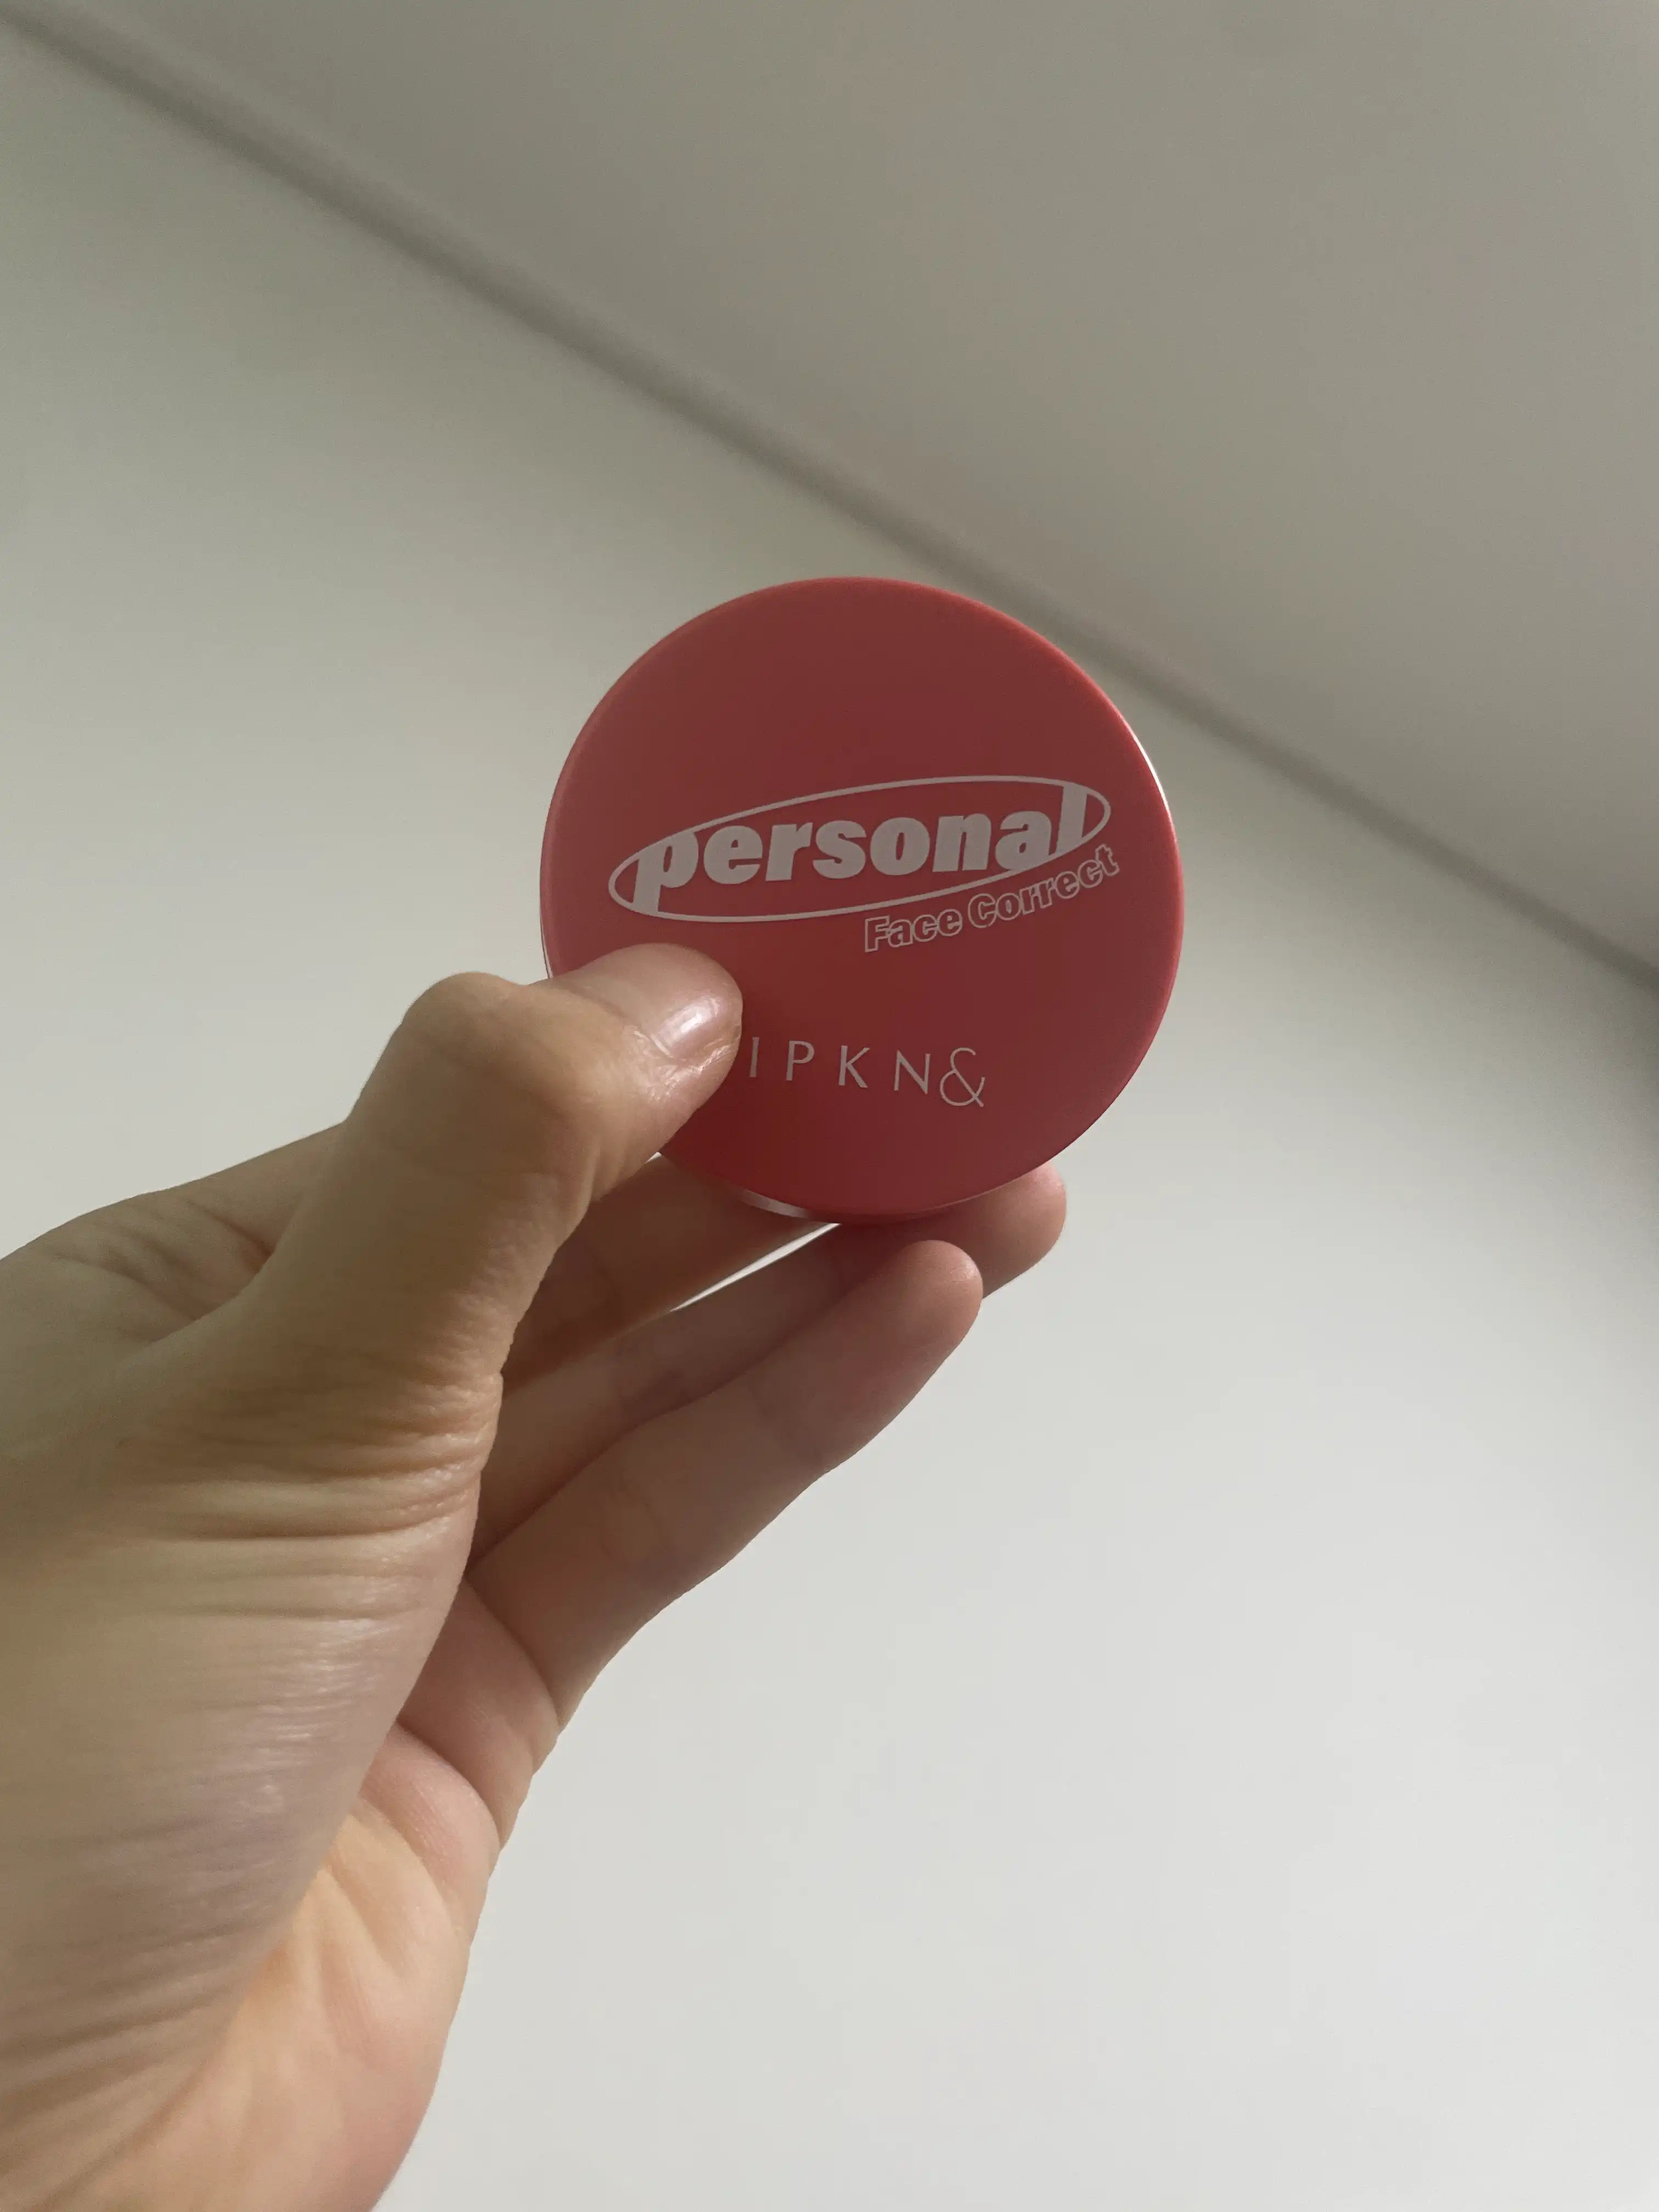 personal
Face Correct
IPKN&